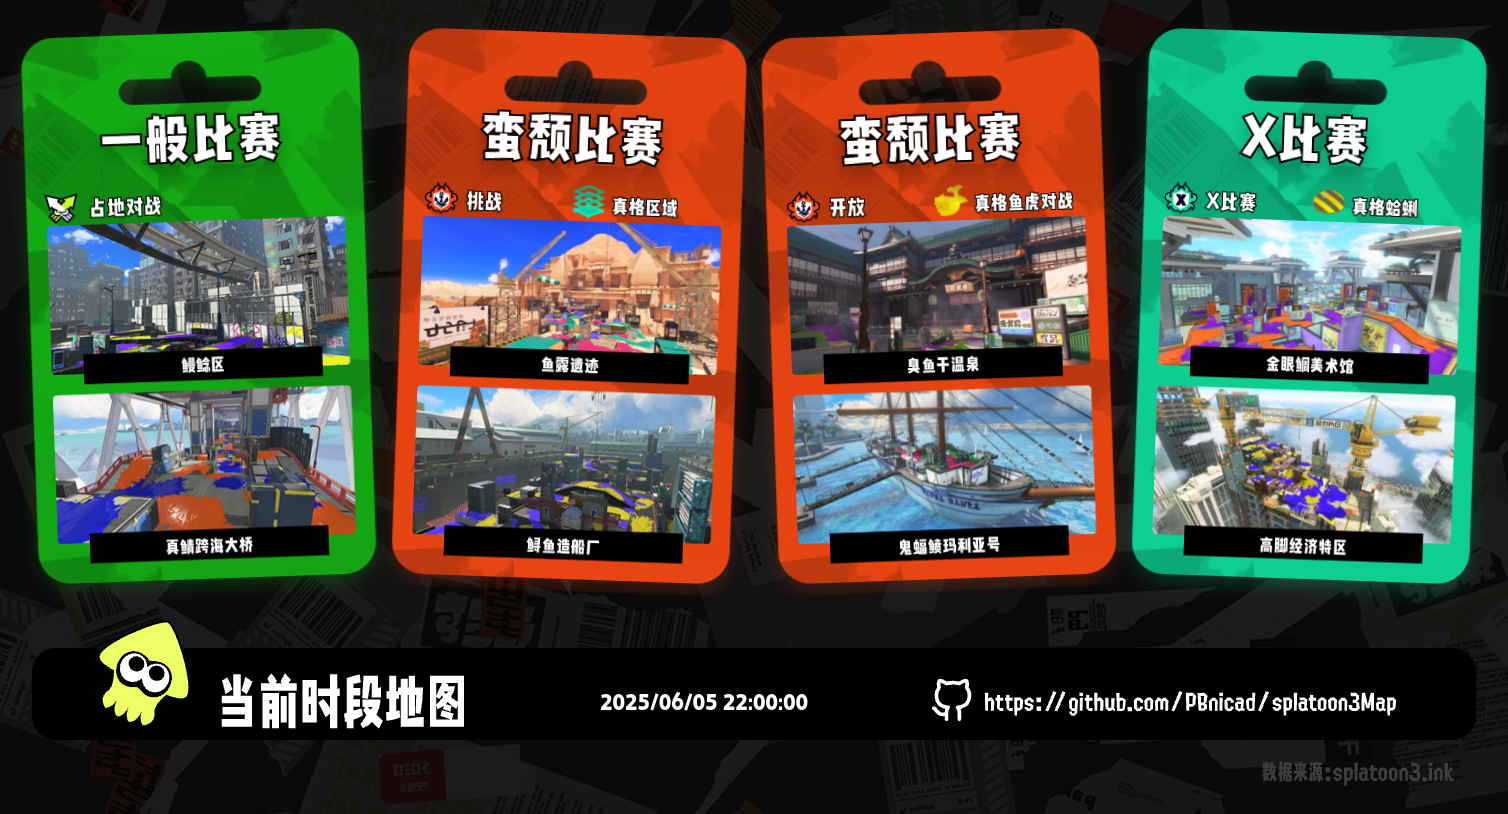 一般比赛
占地对战
鳗鲶区
真鲭跨海大桥
蛮颓比赛
挑战
真格区域
鱼露遗迹
鲟鱼造船厂
蛮颓比赛
开放
真格鱼虎对战
臭鱼干温泉
鬼蝠鲼玛利亚号
X比赛
X比赛
真格蛤蜊
金眼鲷美术馆
高脚经济特区
当前时段地图
2025/06/05 22:00:00
https://github.com/PBnicad/splatoon3Map
数据来源:splatoon3.ink